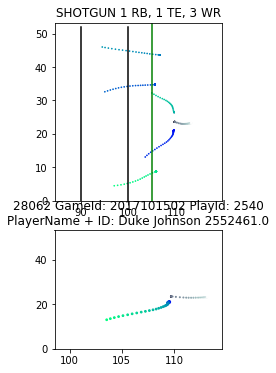 SHOTGUN 1 RB, 1 TE, 3 WR
50
40
30
20
10
0
90 100 110
28062 GameId: 2017101502 PlayId: 2540
PlayerName + ID: Duke Johnson 2552461.0
40
20
0
100 105 110